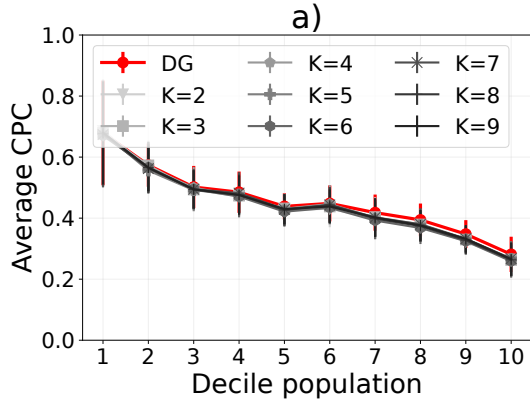 a)
1.0
0.8
0.6
0.4
0.2
0.0
Average CPC
DG
K=2
K=3
K=4
K=5
K=6
K=7
K=8
K=9
1 2 3 4 5 6 7 8 9 10
Decile population